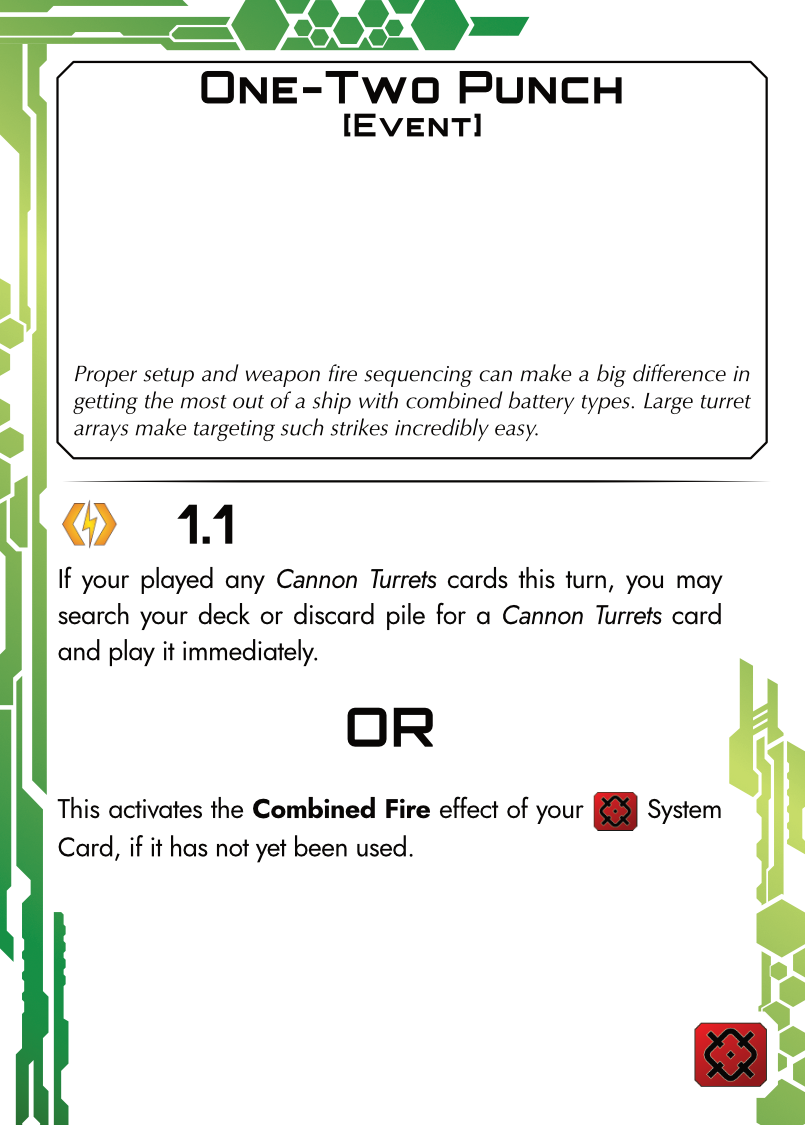 One-Two Punch
[Event]
Proper setup and weapon fire sequencing can make a big difference in
getting the most out of a ship with combined battery types. Large turret
arrays make targeting such strikes incredibly easy.
1.1
If your played any Cannon Turrets cards this turn, you may
search your deck or discard pile for a Cannon Turrets card
and play it immediately.
OR
This activates the Combined Fire effect of your System
Card, if it has not yet been used.